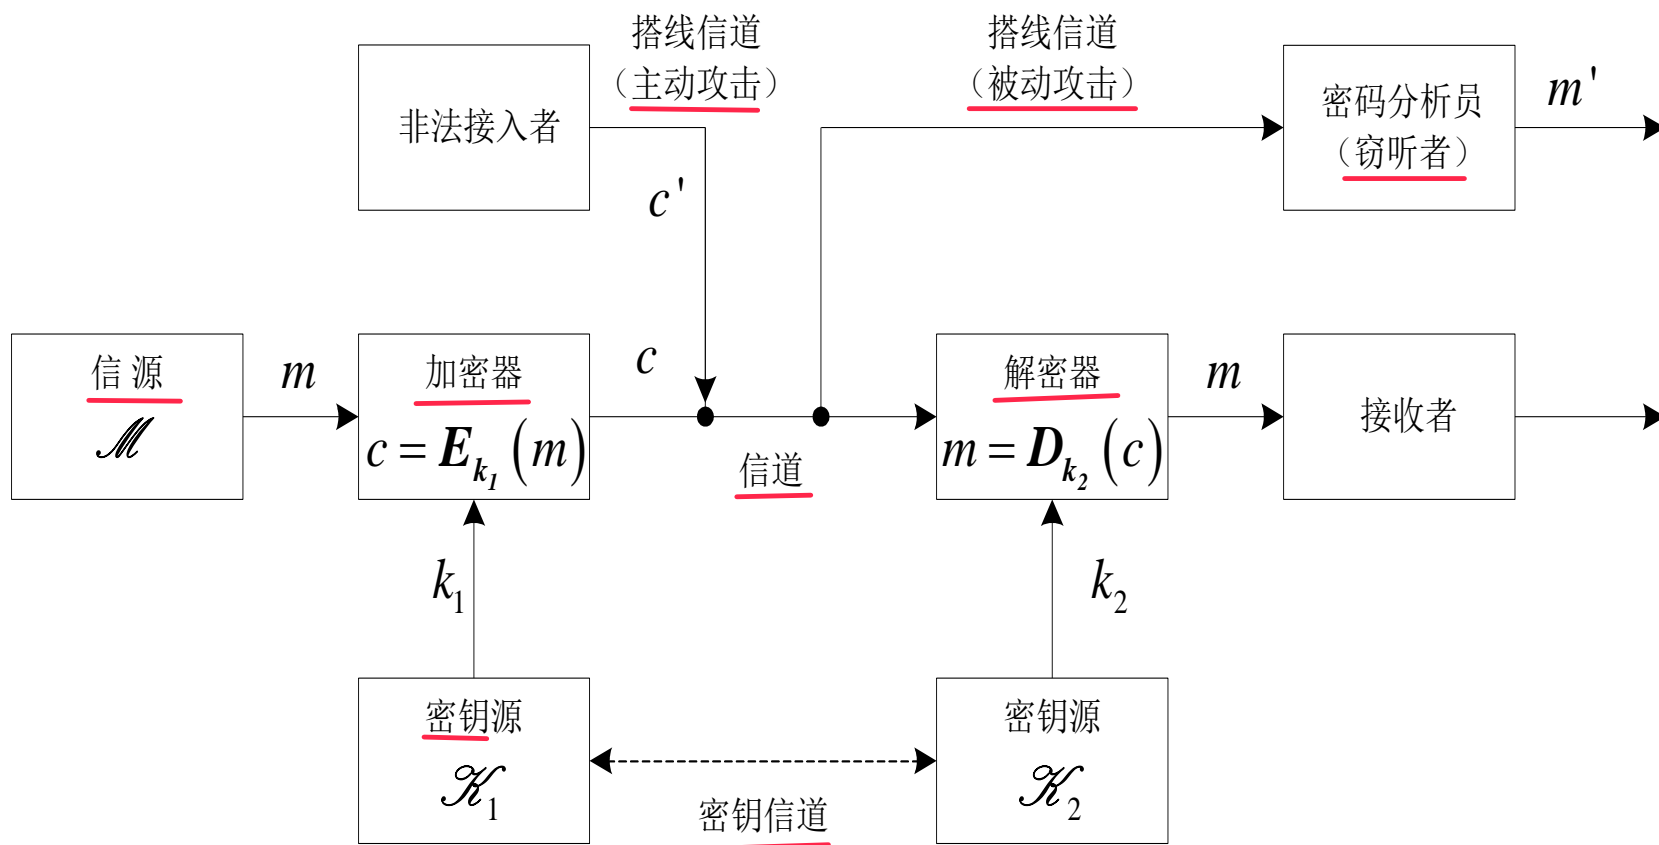 搭线信道
（主动攻击）
搭线信道
（被动攻击）
非法接入者
密码分析员
（窃听者）
m'
c'
信 源
ℳ
m
加密器
c = E_{k_1} (m)
c
信道
解密器
m = D_{k_2} (c)
m
接收者
k_1
k_2
密钥源
𝒦_1
密钥信道
密钥源
𝒦_2